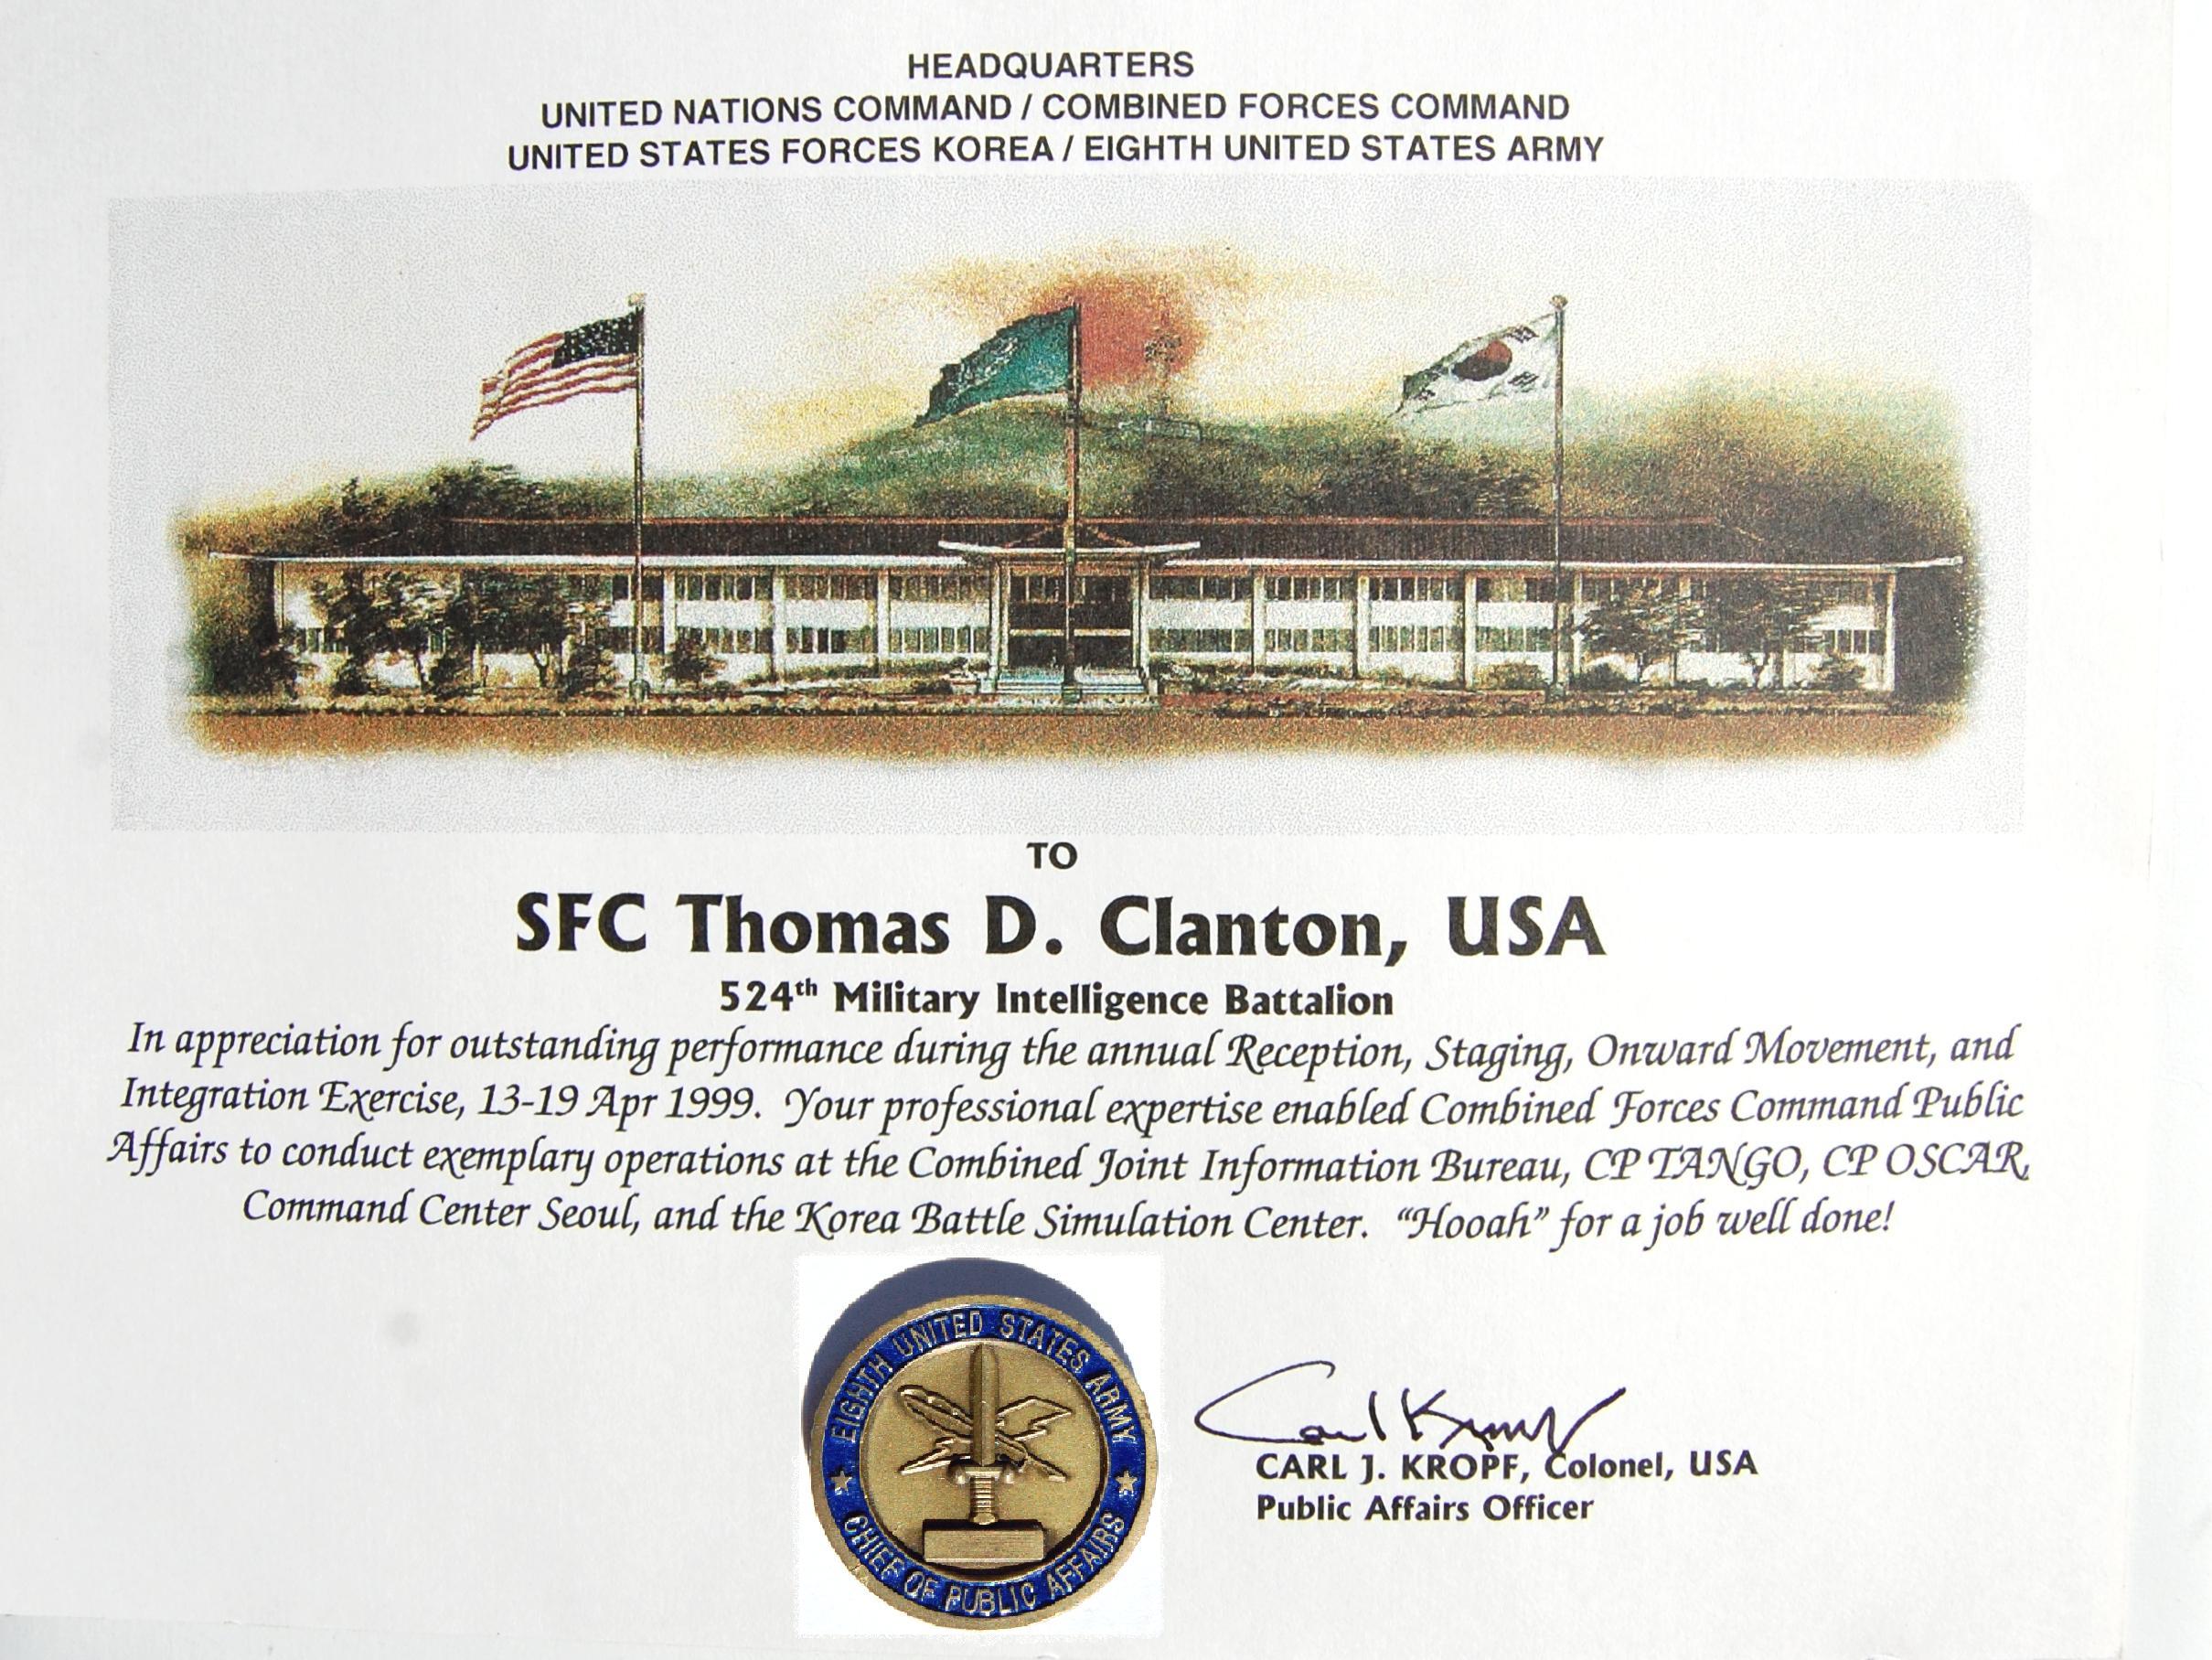 HEADQUARTERS
UNITED NATIONS COMMAND / COMBINED FORCES COMMAND
UNITED STATES FORCES KOREA / EIGHTH UNITED STATES ARMY
TO
SFC Thomas D. Clanton, USA
524th Military Intelligence Battalion
In appreciation for outstanding performance during the annual Reception, Staging, Onward Movement, and
Integration Exercise, 13-19 Apr 1999. Your professional expertise enabled Combined Forces Command Public
Affairs to conduct exemplary operations at the Combined Joint Information Bureau, CP TANGO, CP OSCAR,
Command Center Seoul, and the Korea Battle Simulation Center. "Hooah" for a job well done!
EIGHTH UNITED STATES ARMY
CHIEF OF PUBLIC AFFAIRS
Carl Kropf
CARL J. KROPF, Colonel, USA
Public Affairs Officer